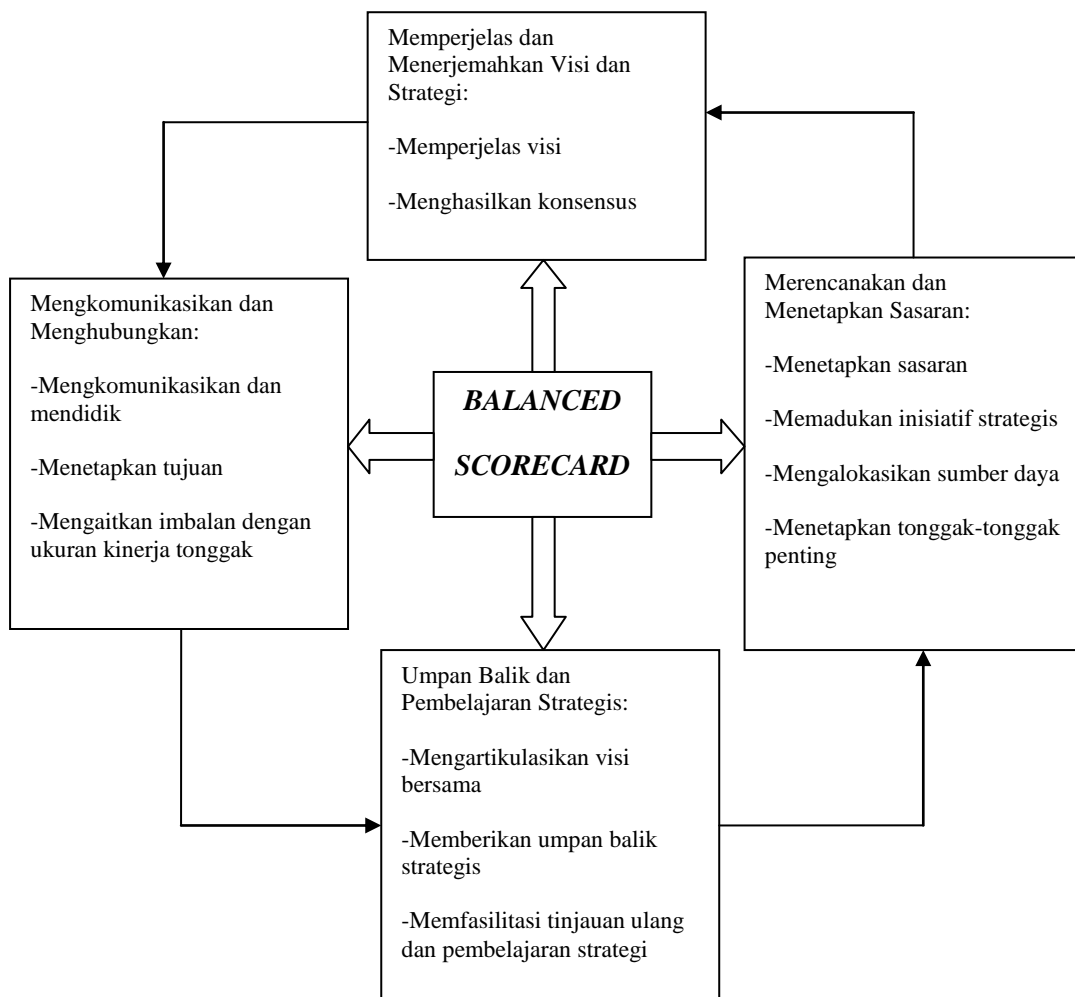 Memperjelas dan
Menerjemahkan Visi dan
Strategi:
-Memperjelas visi
-Menghasilkan konsensus
Mengkomunikasikan dan
Menghubungkan:
-Mengkomunikasikan dan
mendidik
-Menetapkan tujuan
-Mengaitkan imbalan dengan
ukuran kinerja tonggak
BALANCED
SCORECARD
Merencanakan dan
Menetapkan Sasaran:
-Menetapkan sasaran
-Memadukan inisiatif strategis
-Mengalokasikan sumber daya
-Menetapkan tonggak-tonggak
penting
Umpan Balik dan
Pembelajaran Strategis:
-Mengartikulasikan visi
bersama
-Memberikan umpan balik
strategis
-Memfasilitasi tinjauan ulang
dan pembelajaran strategi